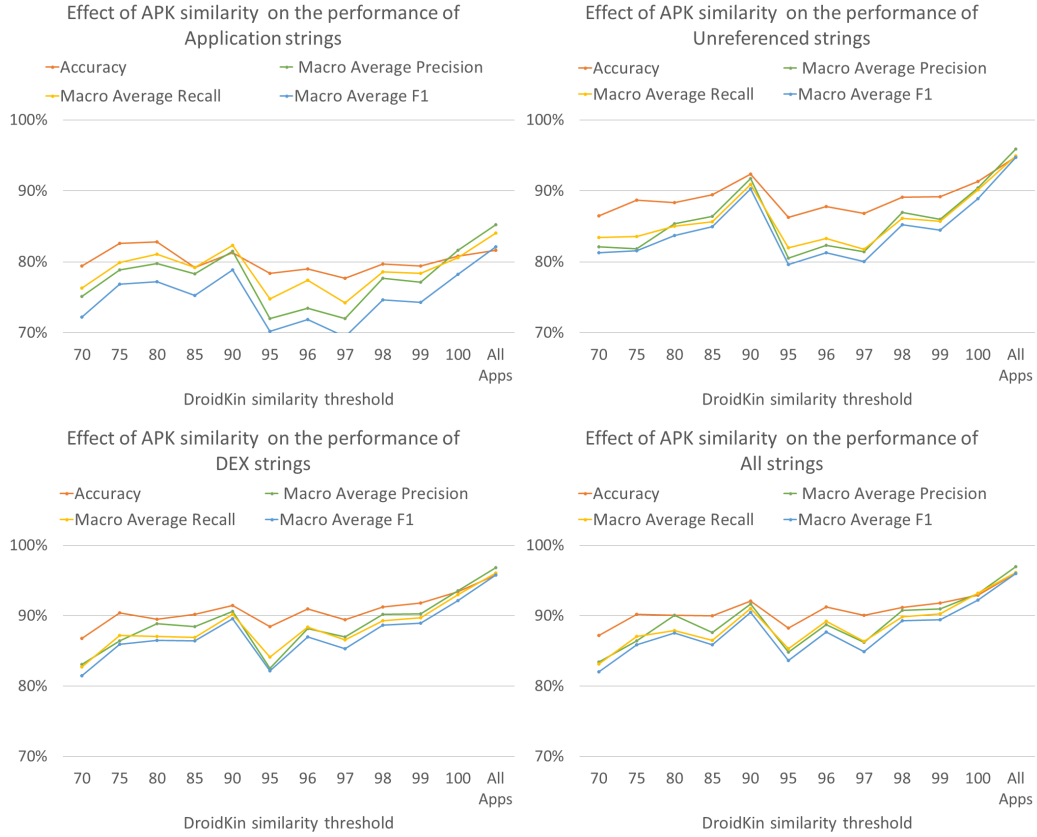 Effect of APK similarity on the performance of
Application strings
Accuracy Macro Average Precision
Macro Average Recall Macro Average F1
100%
90%
80%
70%
70 75 80 85 90 95 96 97 98 99 100 All
Apps
DroidKin similarity threshold
Effect of APK similarity on the performance of
Unreferenced strings
Accuracy Macro Average Precision
Macro Average Recall Macro Average F1
100%
90%
80%
70%
70 75 80 85 90 95 96 97 98 99 100 All
Apps
DroidKin similarity threshold
Effect of APK similarity on the performance of
DEX strings
Accuracy Macro Average Precision
Macro Average Recall Macro Average F1
100%
90%
80%
70%
70 75 80 85 90 95 96 97 98 99 100 All
Apps
DroidKin similarity threshold
Effect of APK similarity on the performance of
All strings
Accuracy Macro Average Precision
Macro Average Recall Macro Average F1
100%
90%
80%
70%
70 75 80 85 90 95 96 97 98 99 100 All
Apps
DroidKin similarity threshold